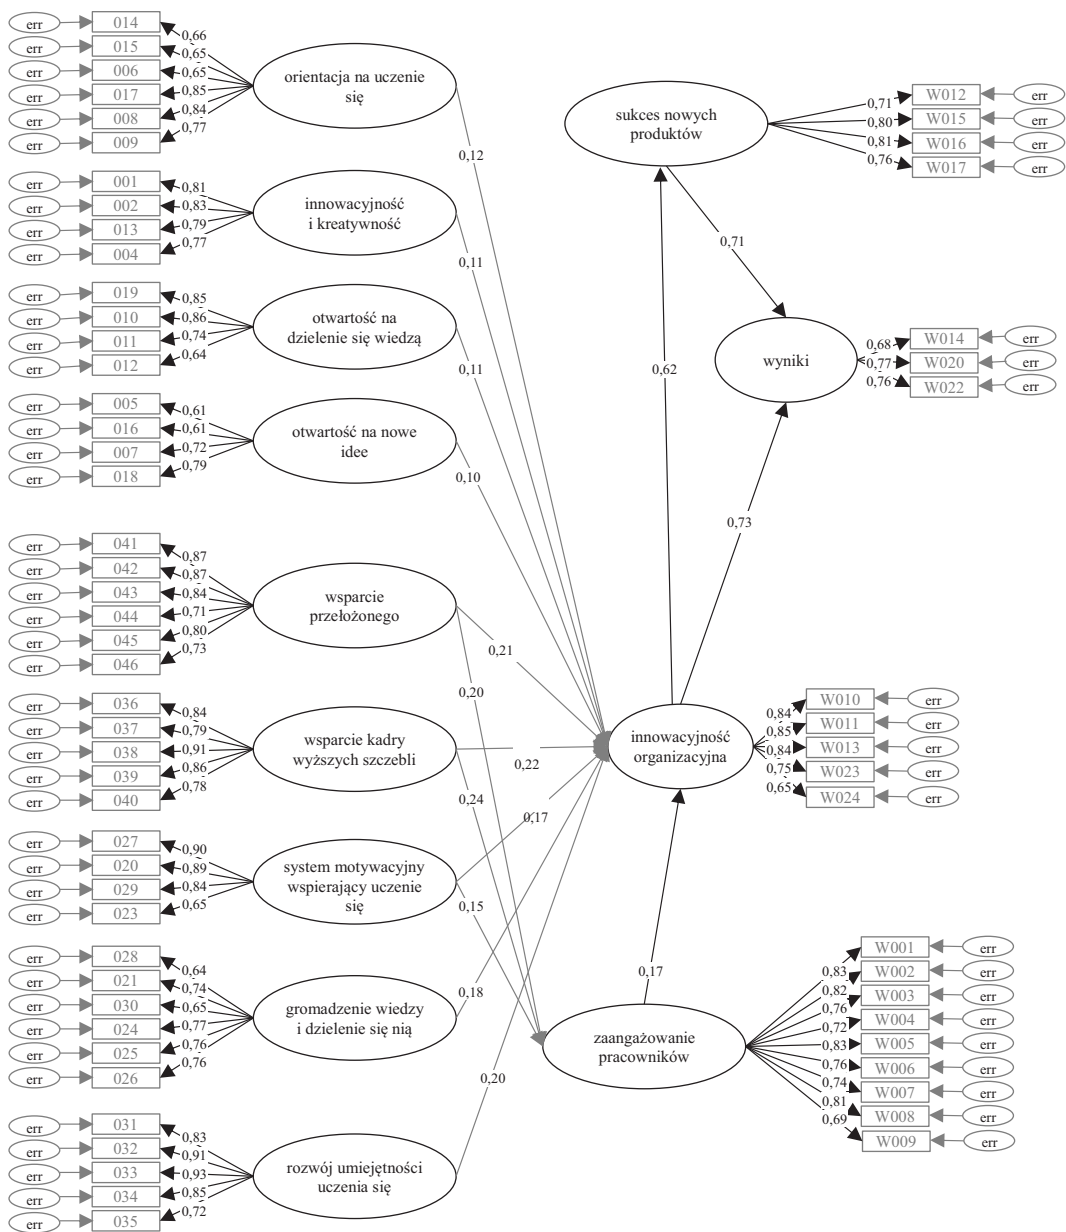 err 014
err 015
err 006
err 017
err 008
err 009
0,66
0,65
0,65
0,85
0,84
0,77
orientacja na uczenie
się
0,12
err 001
err 002
err 013
err 004
0,81
0,83
0,79
0,77
innowacyjność
i kreatywność
0,11
err 019
err 010
err 011
err 012
0,85
0,86
0,74
0,64
otwartość na
dzielenie się wiedzą
0,11
err 005
err 016
err 007
err 018
0,61
0,61
0,72
0,79
otwartość na nowe
idee
0,10
err 041
err 042
err 043
err 044
err 045
err 046
0,87
0,87
0,84
0,71
0,80
0,73
wsparcie
przełożonego
0,21
0,20
err 036
err 037
err 038
err 039
err 040
0,84
0,79
0,91
0,86
0,78
wsparcie kadry
wyższych szczebli
0,22
0,24
err 027
err 020
err 029
err 023
0,90
0,89
0,84
0,65
system motywacyjny
wspierający uczenie
się
0,17
0,15
err 028
err 021
err 030
err 024
err 025
err 026
0,64
0,74
0,65
0,77
0,76
0,76
gromadzenie wiedzy
i dzielenie się nią
0,18
err 031
err 032
err 033
err 034
err 035
0,83
0,91
0,93
0,85
0,72
rozwój umiejętności
uczenia się
0,20
sukces nowych
produktów
0,71
0,80
0,81
0,76
W012 err
W015 err
W016 err
W017 err
0,71
wyniki
0,68
0,77
0,76
W014 err
W020 err
W022 err
0,62
0,73
innowacyjność
organizacyjna
0,84
0,85
0,84
0,75
0,65
W010 err
W011 err
W013 err
W023 err
W024 err
0,17
zaangażowanie
pracowników
0,83
0,82
0,76
0,72
0,83
0,76
0,74
0,81
0,69
W001 err
W002 err
W003 err
W004 err
W005 err
W006 err
W007 err
W008 err
W009 err